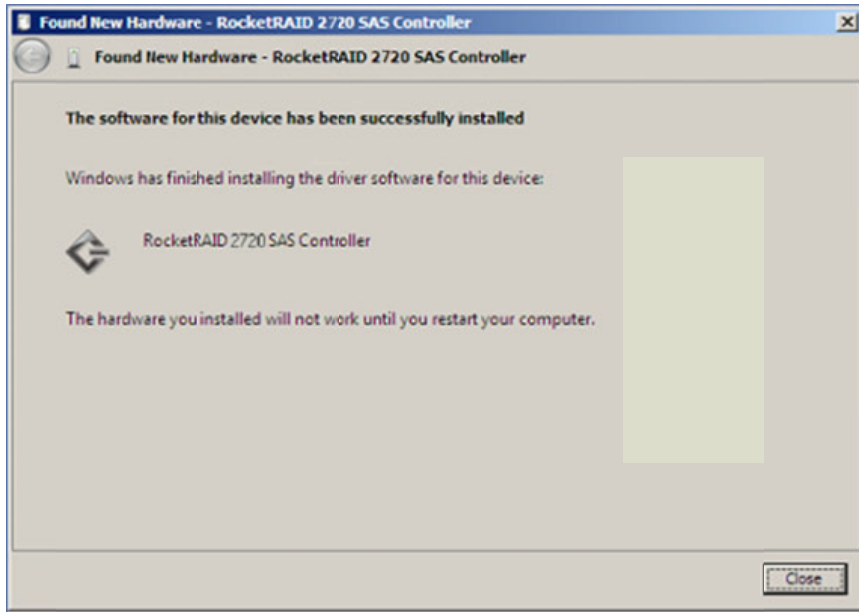 Found New Hardware - RocketRAID 2720 SAS Controller
Found New Hardware - RocketRAID 2720 SAS Controller
The software for this device has been successfully installed
Windows has finished installing the driver software for this device:
RocketRAID 2720 SAS Controller
The hardware you installed will not work until you restart your computer.
Close